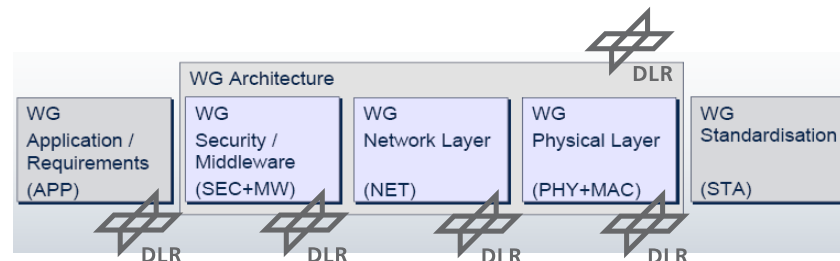 DLR
WG Architecture
WG
Application /
Requirements
(APP)
WG
Security /
Middleware
(SEC+MW)
WG
Network Layer
(NET)
WG
Physical Layer
(PHY+MAC)
WG
Standardisation
(STA)
DLR
DLR
DLR
DLR